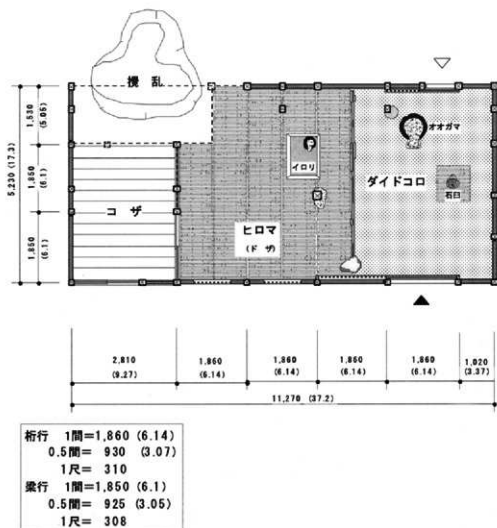 攪乱
オオガマ
イロリ
ダイドコロ
石臼
コ ザ
ヒロマ
(ド ザ)
5,230 (17.3)
1,530
(5.05)
1,850
(6.1)
1,850
(6.1)
2,810
(9.27)
1,860
(6.14)
1,860
(6.14)
1,860
(6.14)
1,860
(6.14)
1,020
(3.37)
11,270 (37.2)
桁行 1間=1,860 (6.14)
0.5間= 930 (3.07)
1尺= 310
梁行 1間=1,850 (6.1)
0.5間= 925 (3.05)
1尺= 308